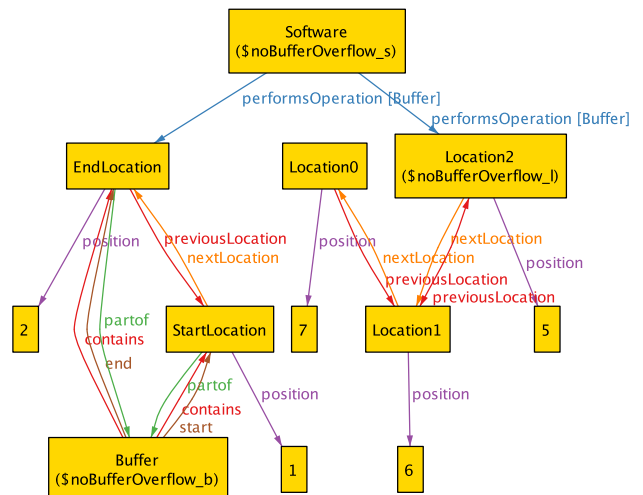 Software
($noBufferOverflow_s)
performsOperation [Buffer]
performsOperation [Buffer]
EndLocation
Location0
Location2
($noBufferOverflow_l)
position
previousLocation
nextLocation
position
nextLocation
nextLocation
position
previousLocation
previousLocation
2
partof
contains
end
StartLocation
7
Location1
5
partof
contains
start
position
position
Buffer
($noBufferOverflow_b)
1
6